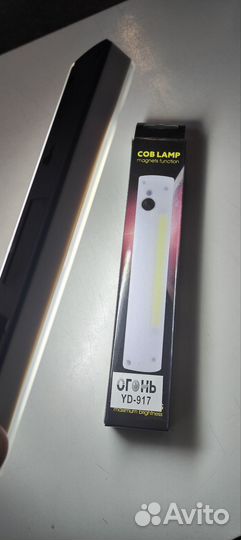 COB LAMP
magnets function
ОГОНЬ
YD-917
maximum brightness
Avito